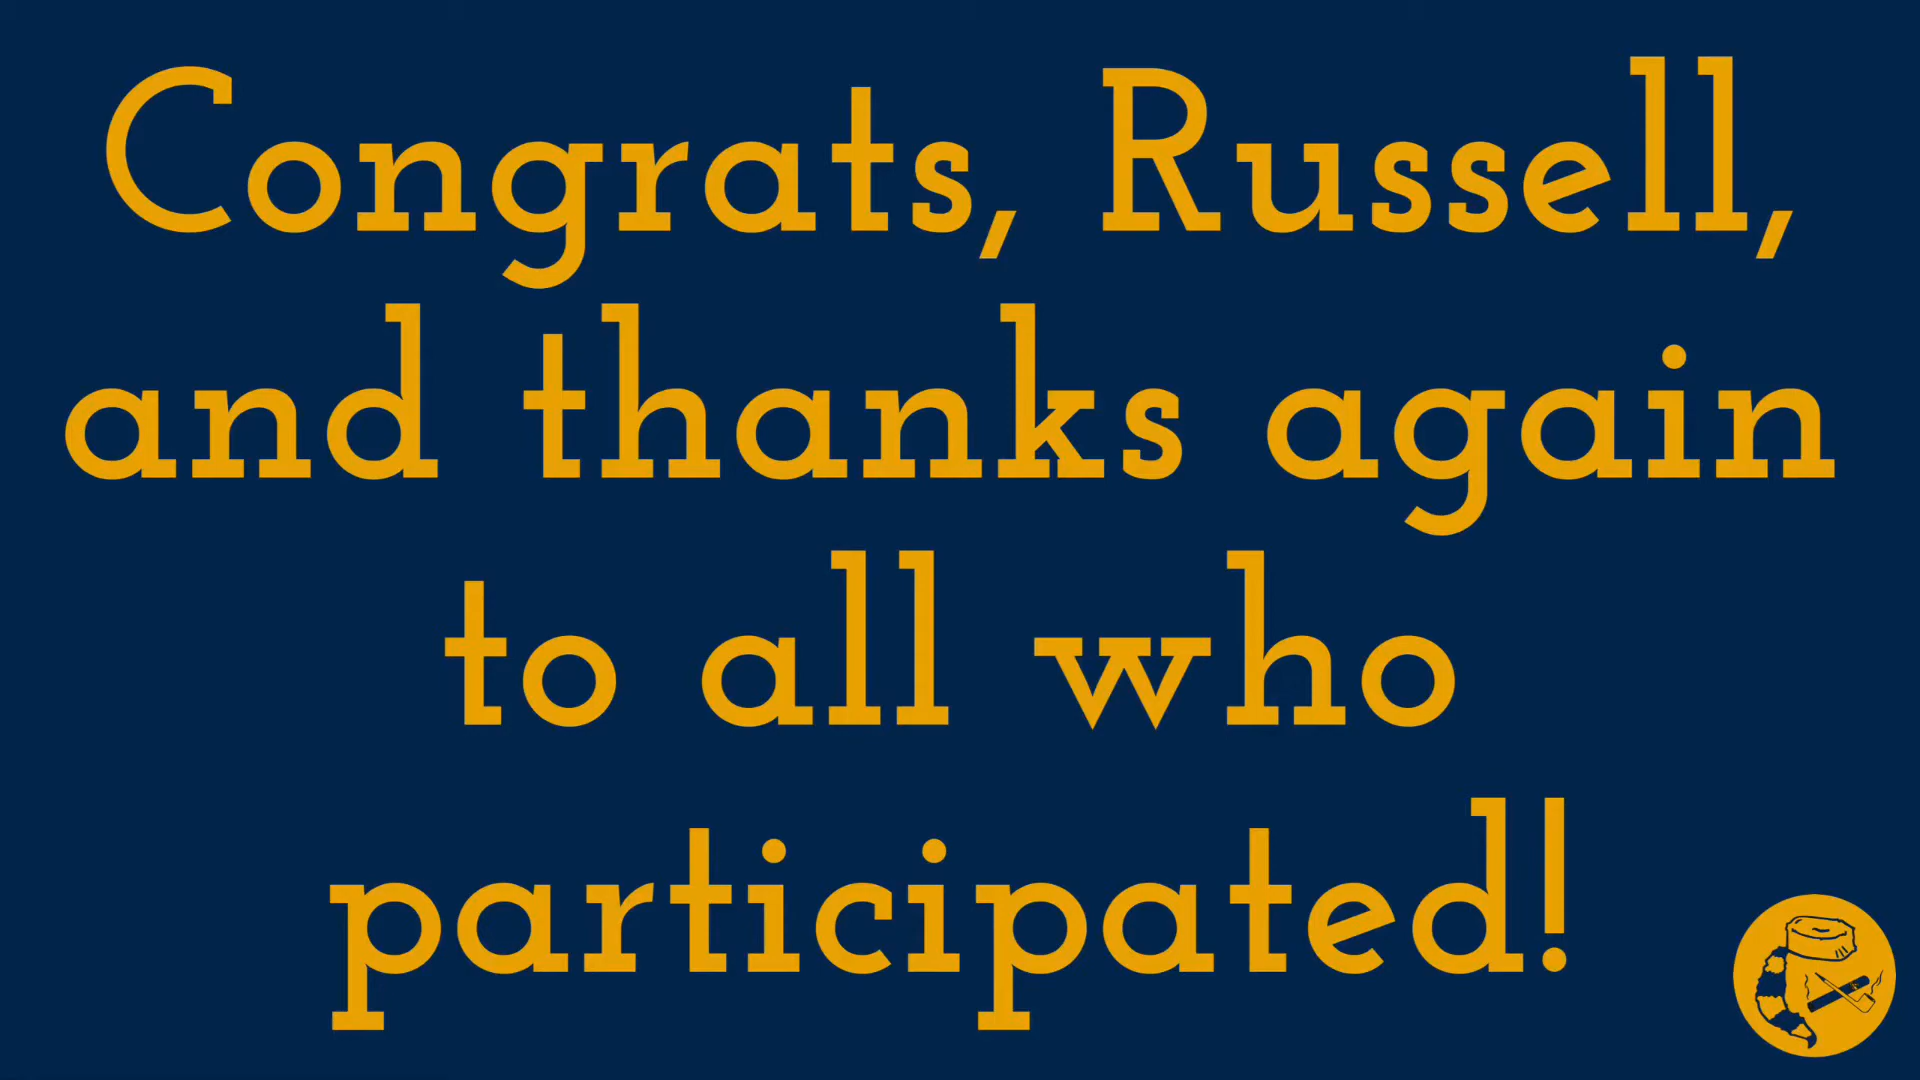 Congrats, Russell,
and thanks again
to all who
participated!